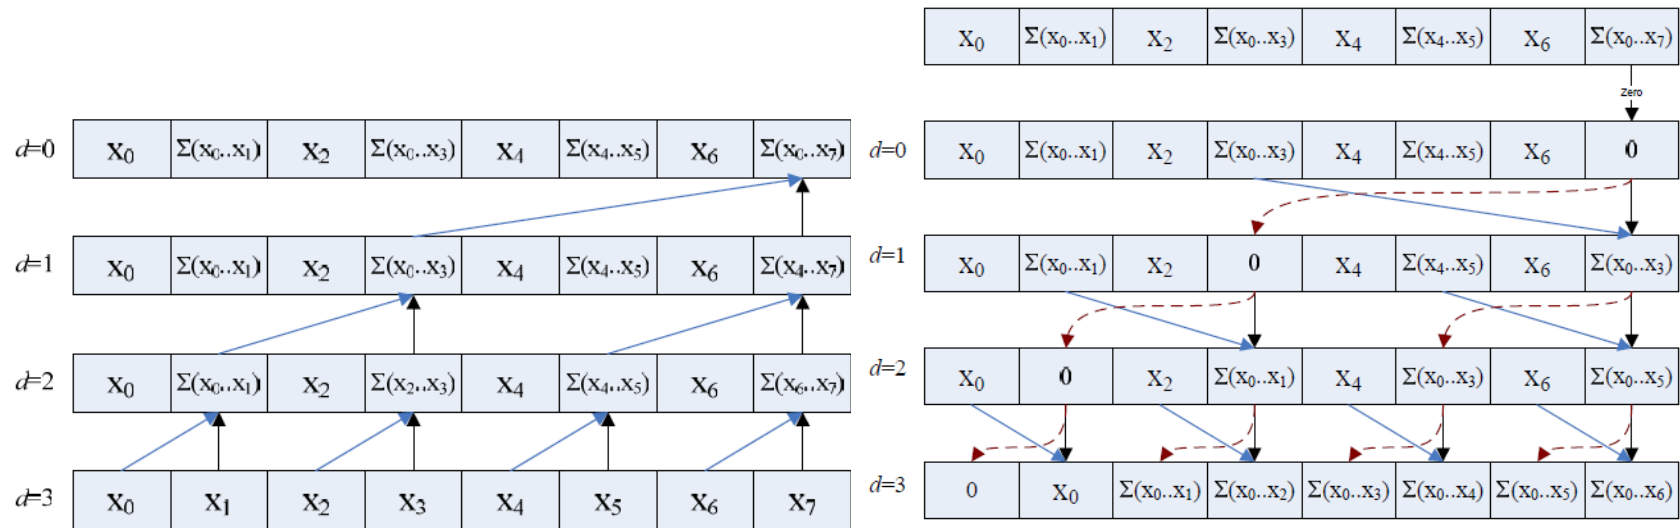 d=0 X₀ Σ(x₀..x₁) X₂ Σ(x₀..x₃) X₄ Σ(x₄..x₅) X₆ Σ(x₀..x₇)
d=1 X₀ Σ(x₀..x₁) X₂ Σ(x₀..x₃) X₄ Σ(x₄..x₅) X₆ Σ(x₄..x₇)
d=2 X₀ Σ(x₀..x₁) X₂ Σ(x₂..x₃) X₄ Σ(x₄..x₅) X₆ Σ(x₆..x₇)
d=3 X₀ X₁ X₂ X₃ X₄ X₅ X₆ X₇
X₀ Σ(x₀..x₁) X₂ Σ(x₀..x₃) X₄ Σ(x₄..x₅) X₆ Σ(x₀..x₇)
Zero
d=0 X₀ Σ(x₀..x₁) X₂ Σ(x₀..x₃) X₄ Σ(x₄..x₅) X₆ 0
d=1 X₀ Σ(x₀..x₁) X₂ 0 X₄ Σ(x₄..x₅) X₆ Σ(x₀..x₃)
d=2 X₀ 0 X₂ Σ(x₀..x₁) X₄ Σ(x₀..x₃) X₆ Σ(x₀..x₅)
d=3 0 X₀ Σ(x₀..x₁) Σ(x₀..x₂) Σ(x₀..x₃) Σ(x₀..x₄) Σ(x₀..x₅) Σ(x₀..x₆)